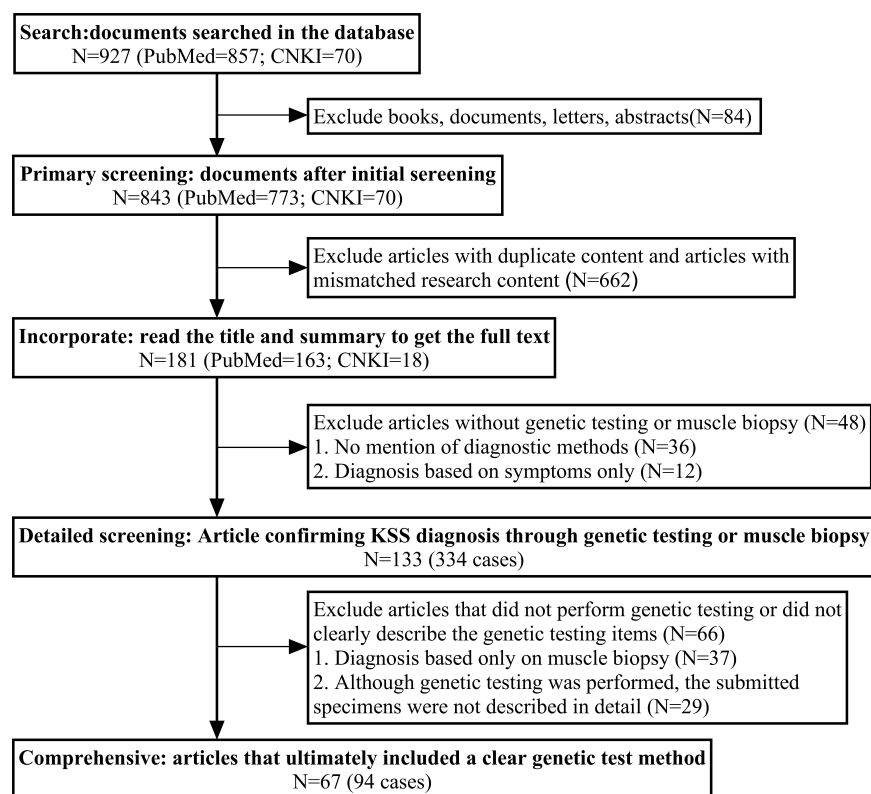 Search:documents searched in the database
N=927 (PubMed=857; CNKI=70)
Exclude books, documents, letters, abstracts(N=84)
Primary screening: documents after initial sereening
N=843 (PubMed=773; CNKI=70)
Exclude articles with duplicate content and articles with
mismatched research content (N=662)
Incorporate: read the title and summary to get the full text
N=181 (PubMed=163; CNKI=18)
Exclude articles without genetic testing or muscle biopsy (N=48)
1. No mention of diagnostic methods (N=36)
2. Diagnosis based on symptoms only (N=12)
Detailed screening: Article confirming KSS diagnosis through genetic testing or muscle biopsy
N=133 (334 cases)
Exclude articles that did not perform genetic testing or did not
clearly describe the genetic testing items (N=66)
1. Diagnosis based only on muscle biopsy (N=37)
2. Although genetic testing was performed, the submitted
specimens were not described in detail (N=29)
Comprehensive: articles that ultimately included a clear genetic test method
N=67 (94 cases)